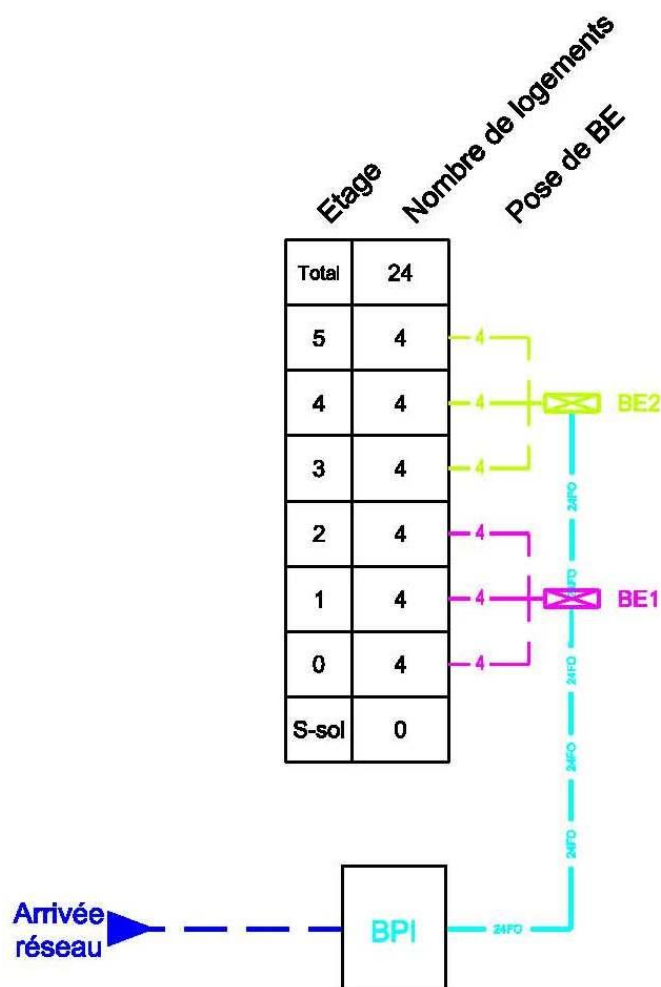 Etage
Nombre de logements
Pose de BE
Total 24
5 4 4
4 4 4 BE2
3 4 4
24FO
2 4 4
24FO
1 4 4 BE1
0 4 4
24FO
S-sol 0
24FO
24FO
Arrivée
réseau
BPI 24FO